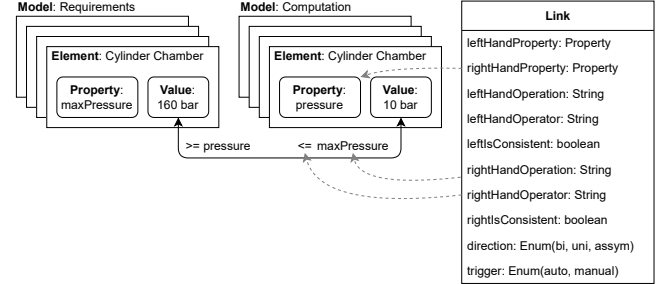 Model: Requirements
Element: Cylinder Chamber
Property:
maxPressure
Value:
160 bar
Model: Computation
Element: Cylinder Chamber
Property:
pressure
Value:
10 bar
>= pressure
<= maxPressure
Link
leftHandProperty: Property
rightHandProperty: Property
leftHandOperation: String
leftHandOperator: String
leftIsConsistent: boolean
rightHandOperation: String
rightHandOperator: String
rightIsConsistent: boolean
direction: Enum(bi, uni, assym)
trigger: Enum(auto, manual)